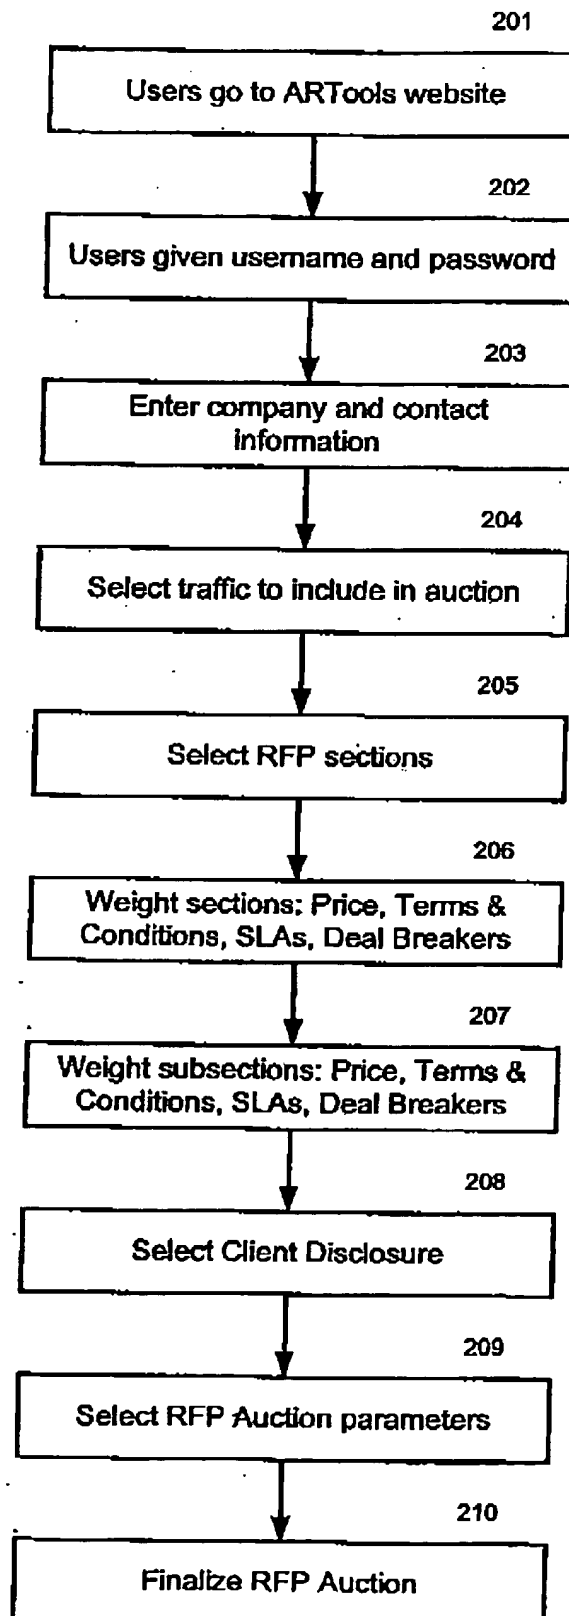 201
Users go to ARTools website
202
Users given username and password
203
Enter company and contact
information
204
Select traffic to include in auction
205
Select RFP sections
206
Weight sections: Price, Terms &
Conditions, SLAs, Deal Breakers
207
Weight subsections: Price, Terms &
Conditions, SLAs, Deal Breakers
208
Select Client Disclosure
209
Select RFP Auction parameters
210
Finalize RFP Auction